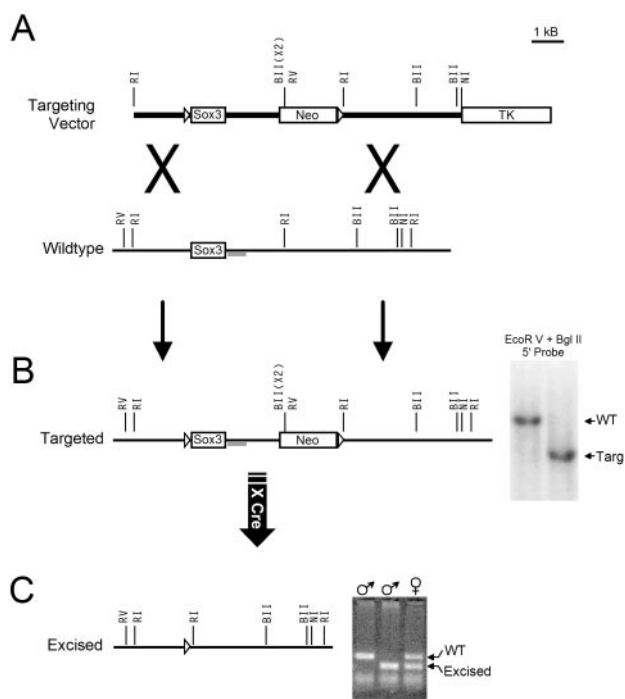 A
1 kB
RI
BII(X2)
RV
RI
BII
BII
NI
Targeting
Vector
Sox3
Neo
TK
X
X
RV
RI
RI
BII
BII
NI
RI
Wildtype
Sox3
B
EcoR V + Bgl II
5' Probe
RV
RI
BII(X2)
RV
RI
BII
BII
NI
RI
WT
Targeted
Sox3
Neo
Targ
X Cre
C
RV
RI
RI
BII
BII
NI
RI
WT
Excised
Excised